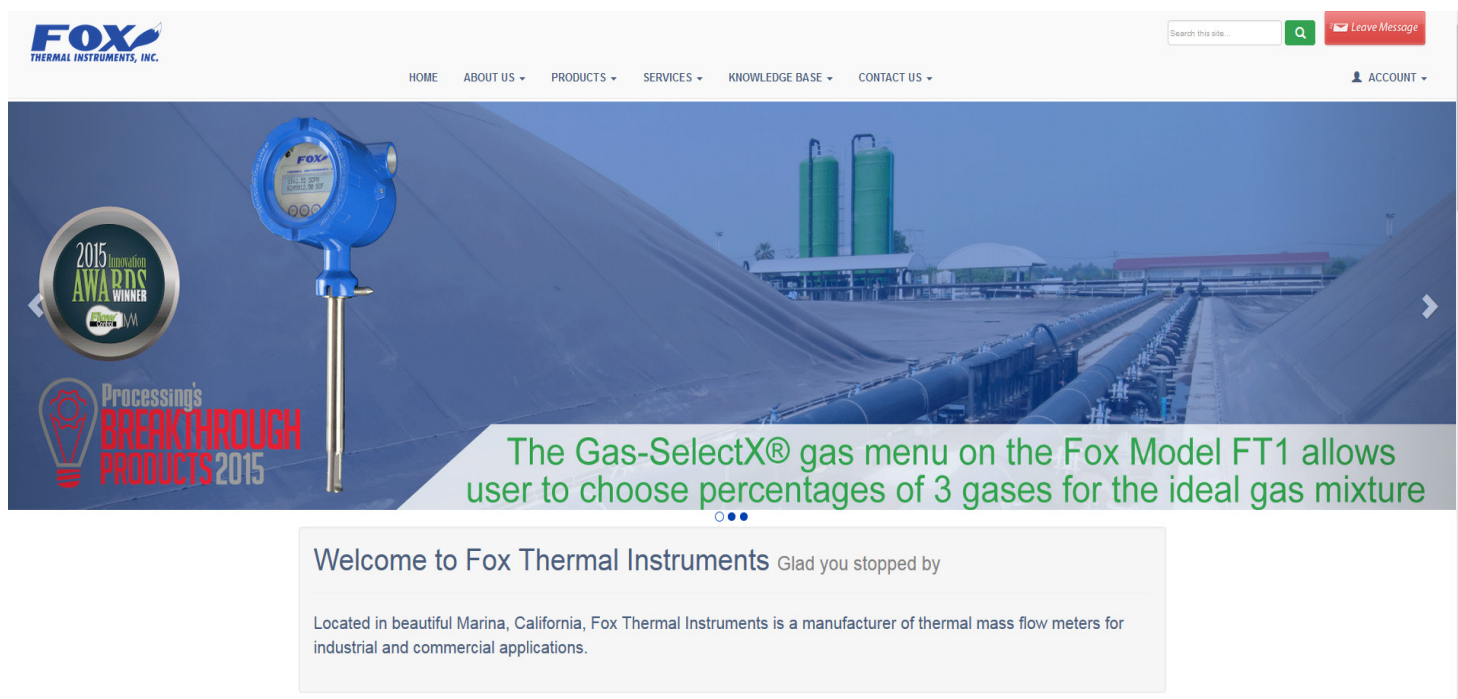 FOX
THERMAL INSTRUMENTS, INC.
Search this site...
Leave Message
HOME
ABOUT US
PRODUCTS
SERVICES
KNOWLEDGE BASE
CONTACT US
ACCOUNT
FOX
2015 Innovation
AWARDS
WINNER
Flow
Control
Processing's
BREAKTHROUGH
PRODUCTS 2015
The Gas-SelectX® gas menu on the Fox Model FT1 allows
user to choose percentages of 3 gases for the ideal gas mixture
Welcome to Fox Thermal Instruments Glad you stopped by
Located in beautiful Marina, California, Fox Thermal Instruments is a manufacturer of thermal mass flow meters for
industrial and commercial applications.